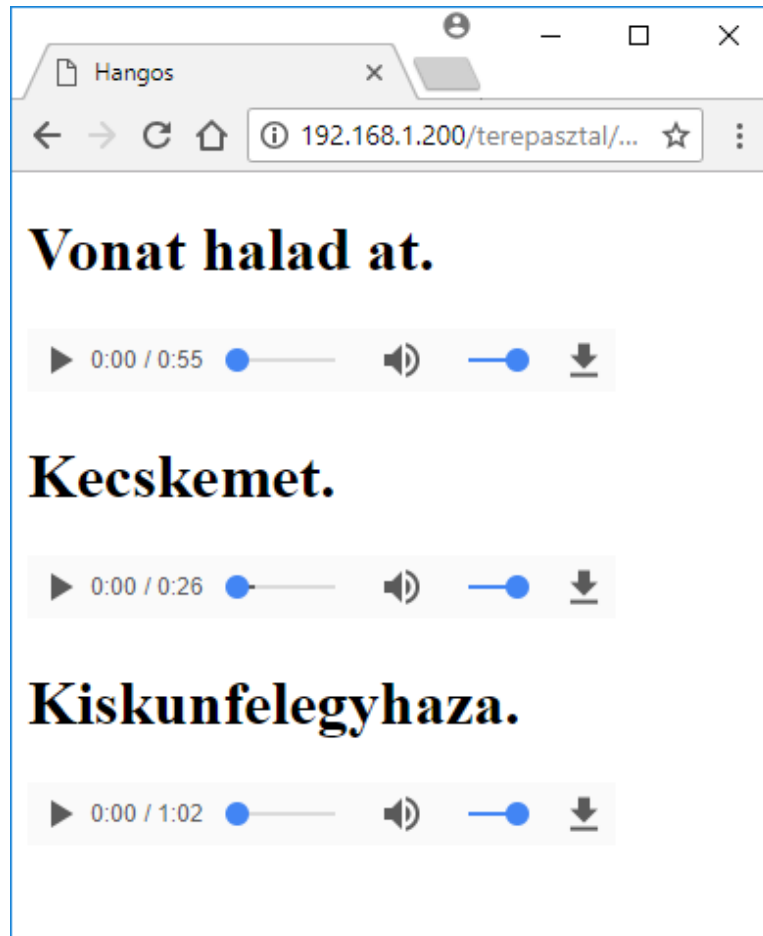 Hangos
192.168.1.200/terepasztal/...
Vonat halad at.
0:00 / 0:55
Kecskemet.
0:00 / 0:26
Kiskunfelegyhaza.
0:00 / 1:02